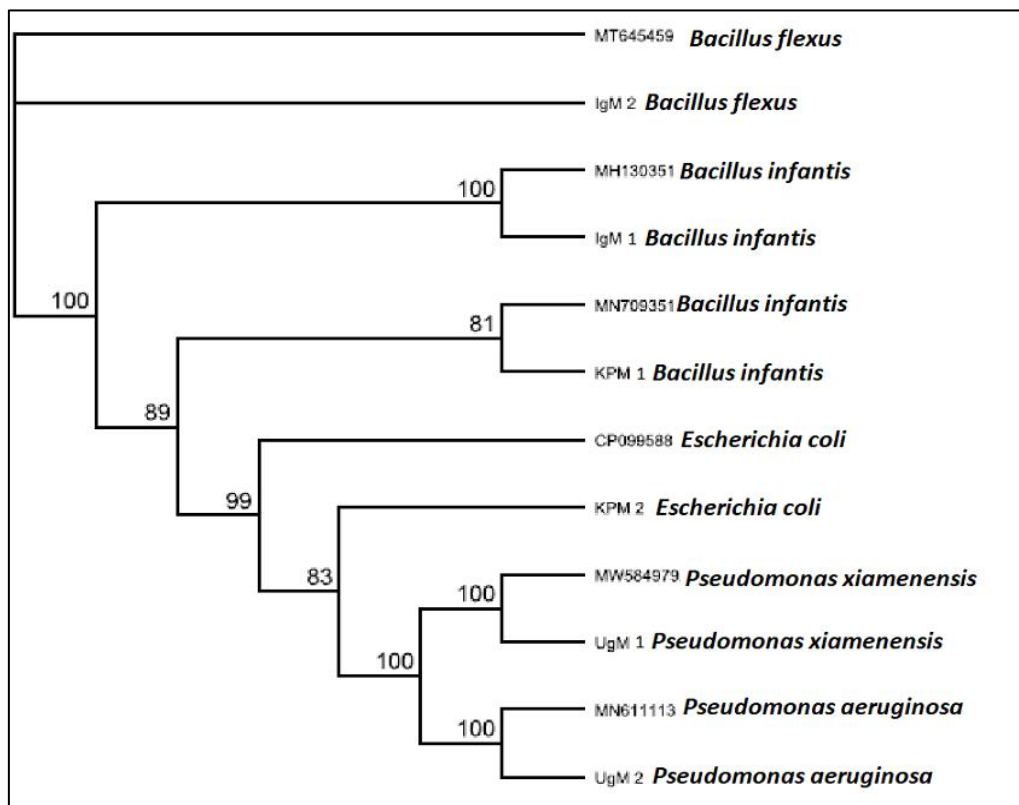 MT645459 Bacillus flexus
IgM 2 Bacillus flexus
MH130351 Bacillus infantis
100
IgM 1 Bacillus infantis
100
MN709351 Bacillus infantis
81
KPM 1 Bacillus infantis
89
CP099588 Escherichia coli
99
KPM 2 Escherichia coli
83
MW584979 Pseudomonas xiamenensis
100
UgM 1 Pseudomonas xiamenensis
100
MN611113 Pseudomonas aeruginosa
100
UgM 2 Pseudomonas aeruginosa